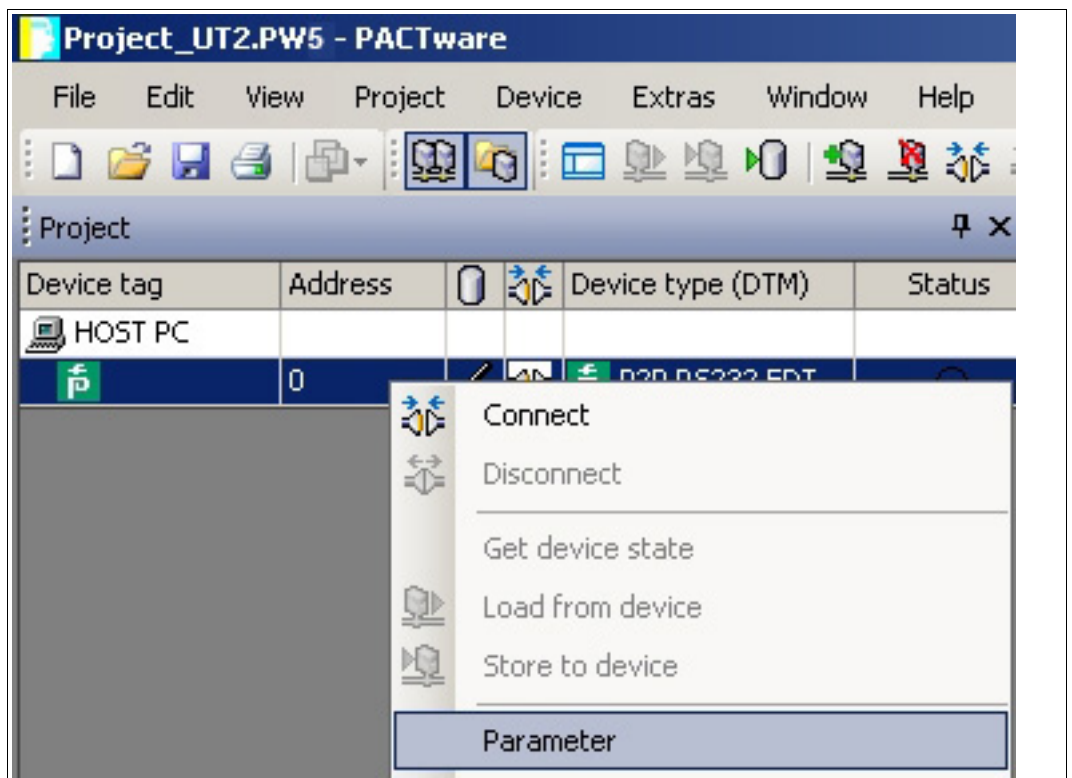 Project_UT2.PW5 - PACTware
File Edit View Project Device Extras Window Help
Project
Device tag Address Device type (DTM) Status
HOST PC
0
Connect
Disconnect
Get device state
Load from device
Store to device
Parameter